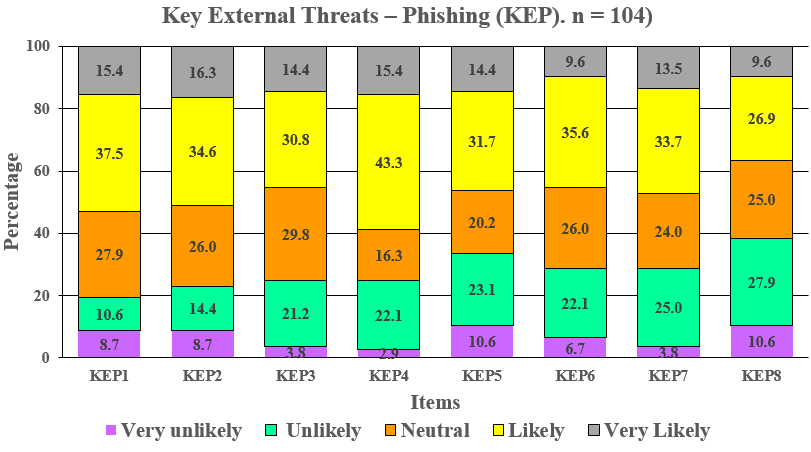 Key External Threats – Phishing (KEP). n = 104)
Percentage
100
80
60
40
20
0
15.4 16.3 14.4 15.4 14.4 9.6 13.5 9.6
37.5 34.6 30.8 43.3 31.7 35.6 33.7 26.9
27.9 26.0 29.8 16.3 20.2 26.0 24.0 25.0
10.6 14.4 21.2 22.1 23.1 22.1 25.0 27.9
8.7 8.7 3.8 2.9 10.6 6.7 3.8 10.6
KEP1 KEP2 KEP3 KEP4 KEP5 KEP6 KEP7 KEP8
Items
Very unlikely Unlikely Neutral Likely Very Likely